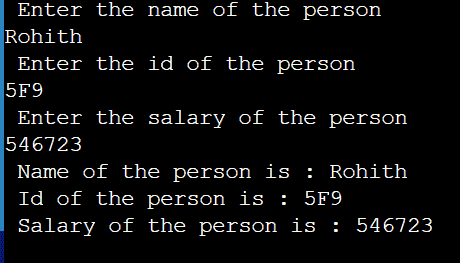 Enter the name of the person
Rohith
Enter the id of the person
5F9
Enter the salary of the person
546723
Name of the person is : Rohith
Id of the person is : 5F9
Salary of the person is : 546723